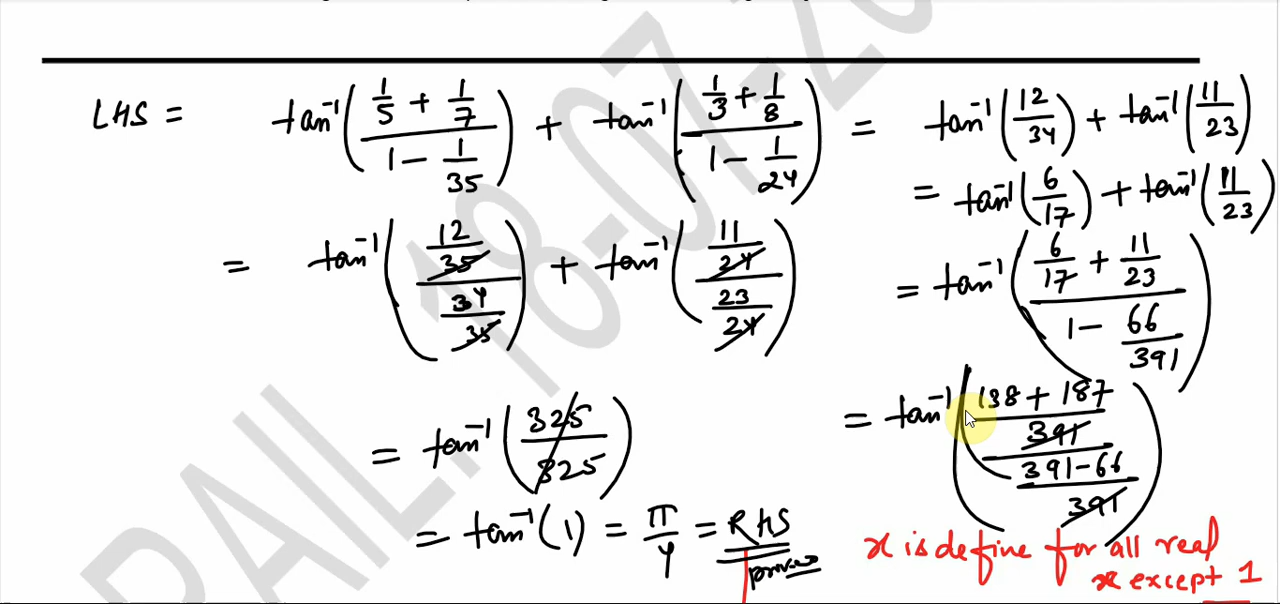 LHS = tan⁻¹((1/5 + 1/7)/(1 − 1/35)) + tan⁻¹((1/3 + 1/8)/(1 − 1/24)) = tan⁻¹(12/34) + tan⁻¹(11/23)
= tan⁻¹(6/17) + tan⁻¹(11/23)
= tan⁻¹((12/35)/(34/35)) + tan⁻¹((11/24)/(23/24))
= tan⁻¹((6/17 + 11/23)/(1 − 66/391))
= tan⁻¹(((138 + 187)/391)/((391 − 66)/391))
= tan⁻¹(325/325)
= tan⁻¹(1) = π/4 = RHS
x is define for all real
x except 1
18-07-20